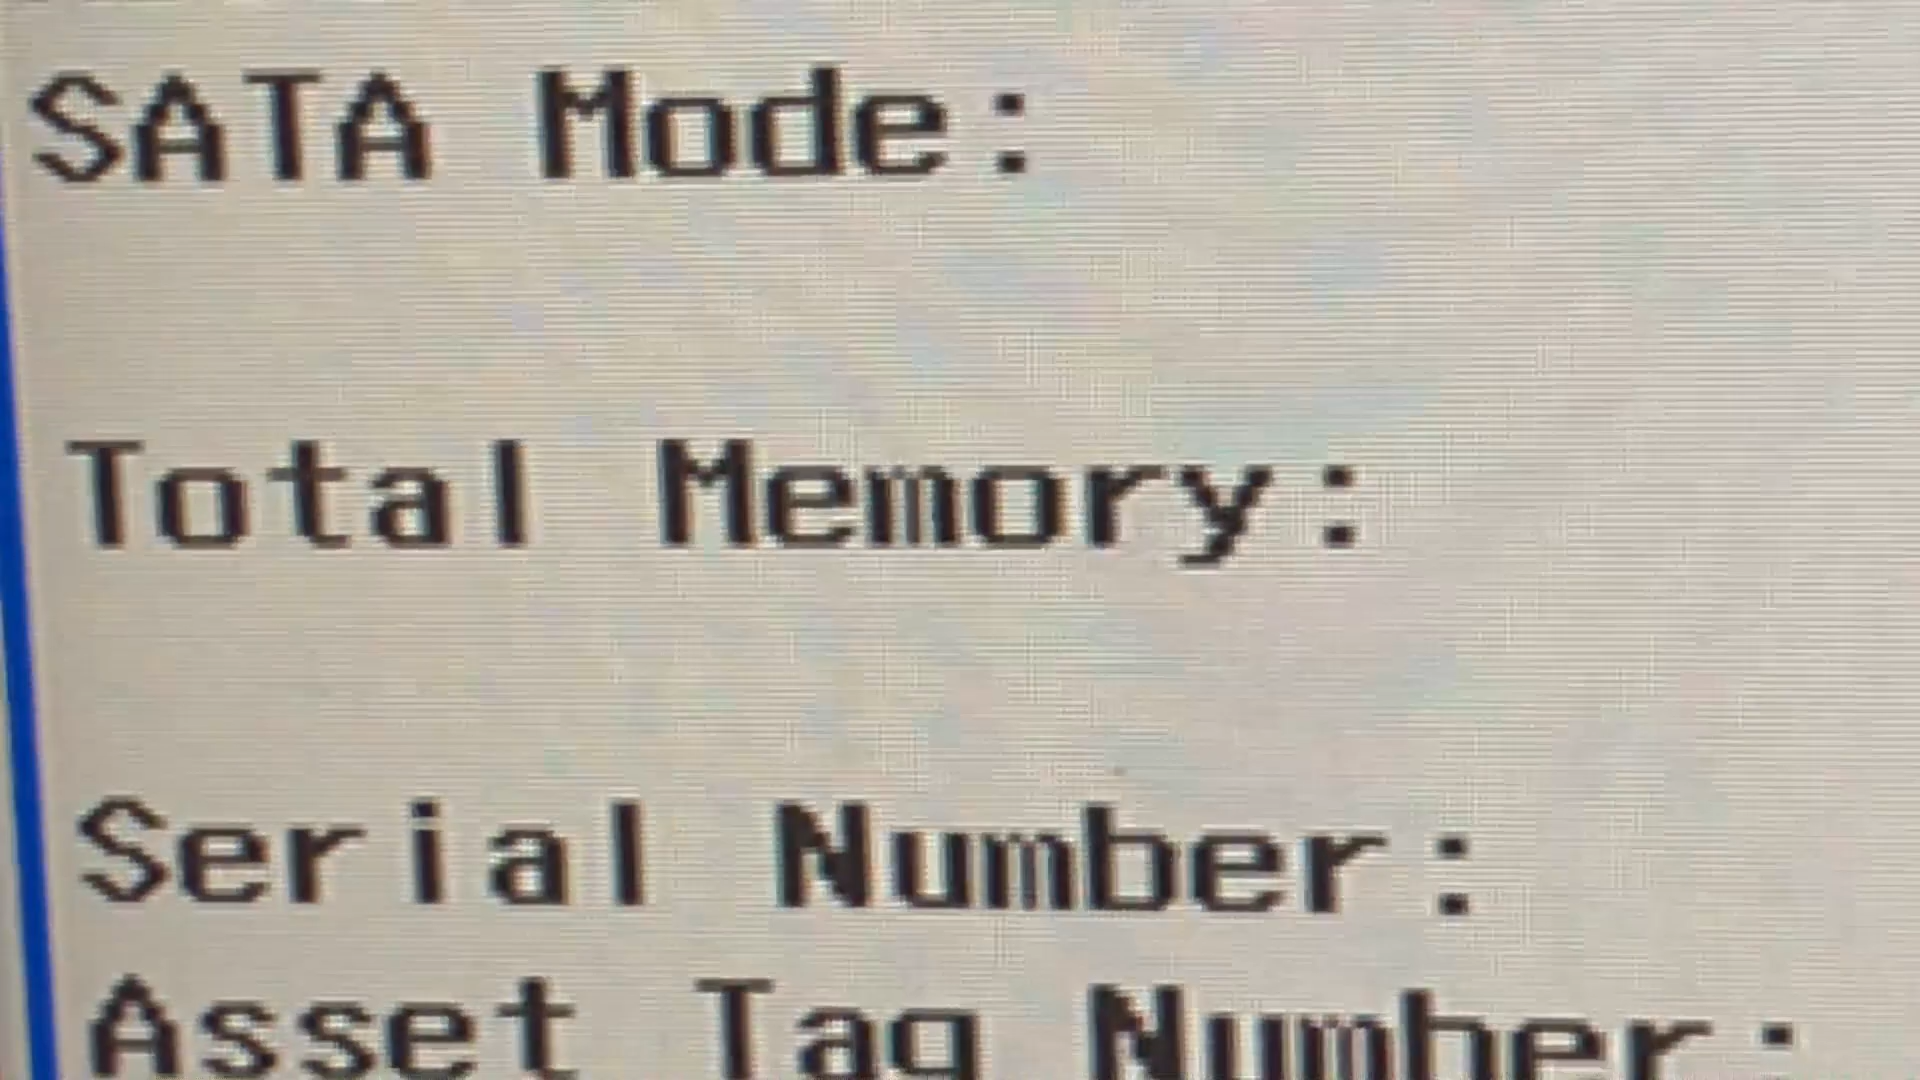 SATA Mode:
Total Memory:
Serial Number:
Asset Tag Number: